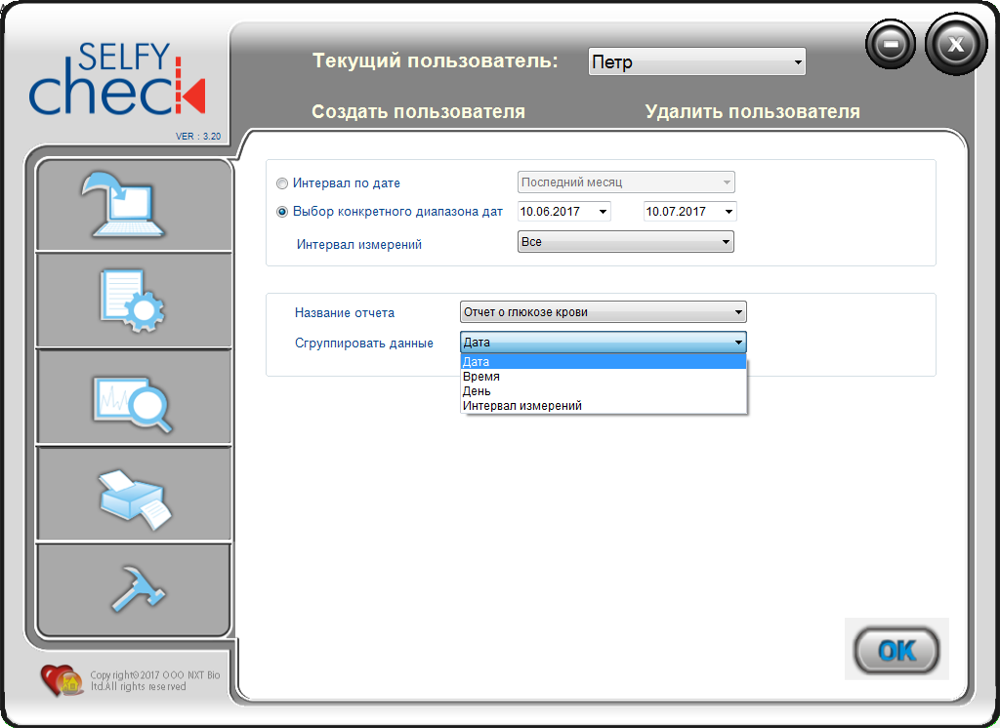 SELFY
check
VER : 3.20
Текущий пользователь:
Петр
X
Создать пользователя
Удалить пользователя
Интервал по дате
Последний месяц
Выбор конкретного диапазона дат
10.06.2017
10.07.2017
Интервал измерений
Все
Название отчета
Отчет о глюкозе крови
Сгруппировать данные
Дата
Дата
Время
День
Интервал измерений
OK
Copyright©2017 OOO NXT Bio
ltd.All rights reserved